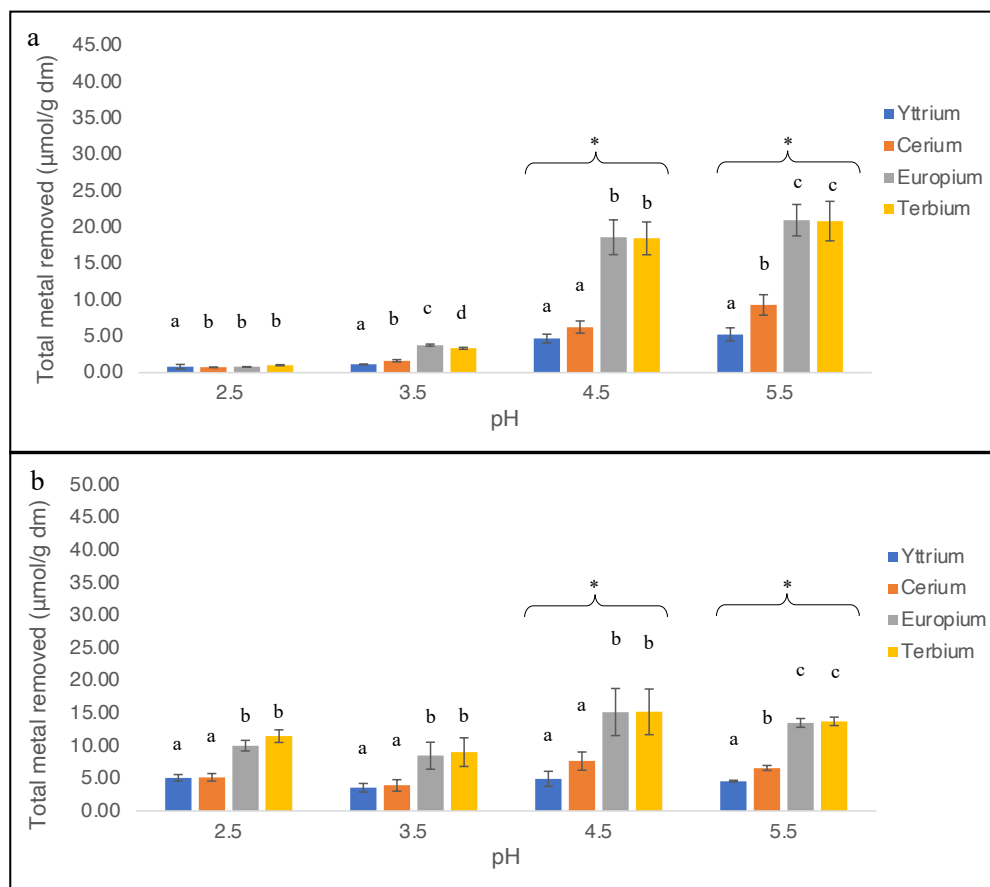 a
Total metal removed (µmol/g dm)
45.00
40.00
35.00
30.00
25.00
20.00
15.00
10.00
5.00
0.00
* *
b b c c
a a a b
a b b b a b c d
2.5 3.5 4.5 5.5
pH
Yttrium
Cerium
Europium
Terbium
b
Total metal removed (µmol/g dm)
50.00
45.00
40.00
35.00
30.00
25.00
20.00
15.00
10.00
5.00
0.00
* *
a a b b a a b b a a b b a b c c
2.5 3.5 4.5 5.5
pH
Yttrium
Cerium
Europium
Terbium